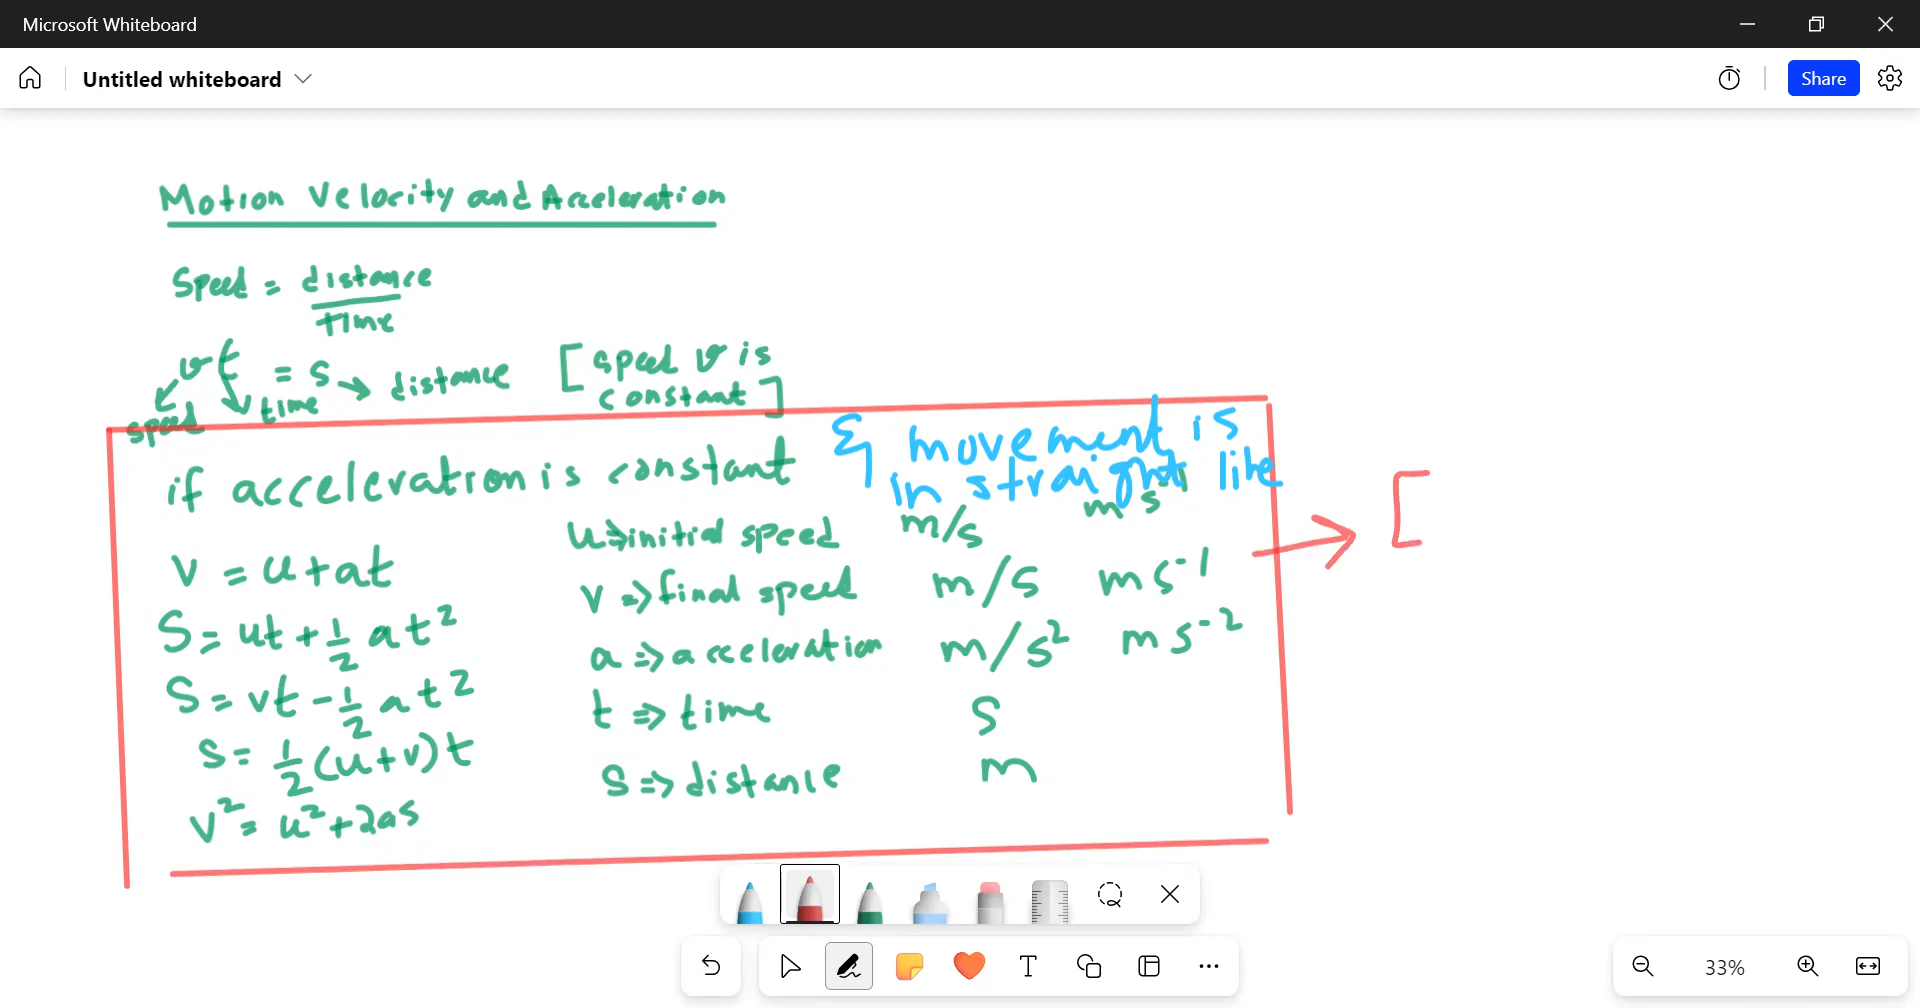 Microsoft Whiteboard
Untitled whiteboard
Share
Motion Velocity and Acceleration
Speed = distance
time
vt = s → distance [speed v is
constant]
speed
time
if acceleration is constant & movement is
in straight line
u ⇒ initial speed m/s m s⁻¹
v = u + at
v ⇒ final speed m/s m s⁻¹
S = ut + 1/2 at²
a ⇒ acceleration m/s² m s⁻²
S = vt - 1/2 at²
t ⇒ time S
S = 1/2 (u+v)t
S ⇒ distance m
v² = u² + 2as
[
33%